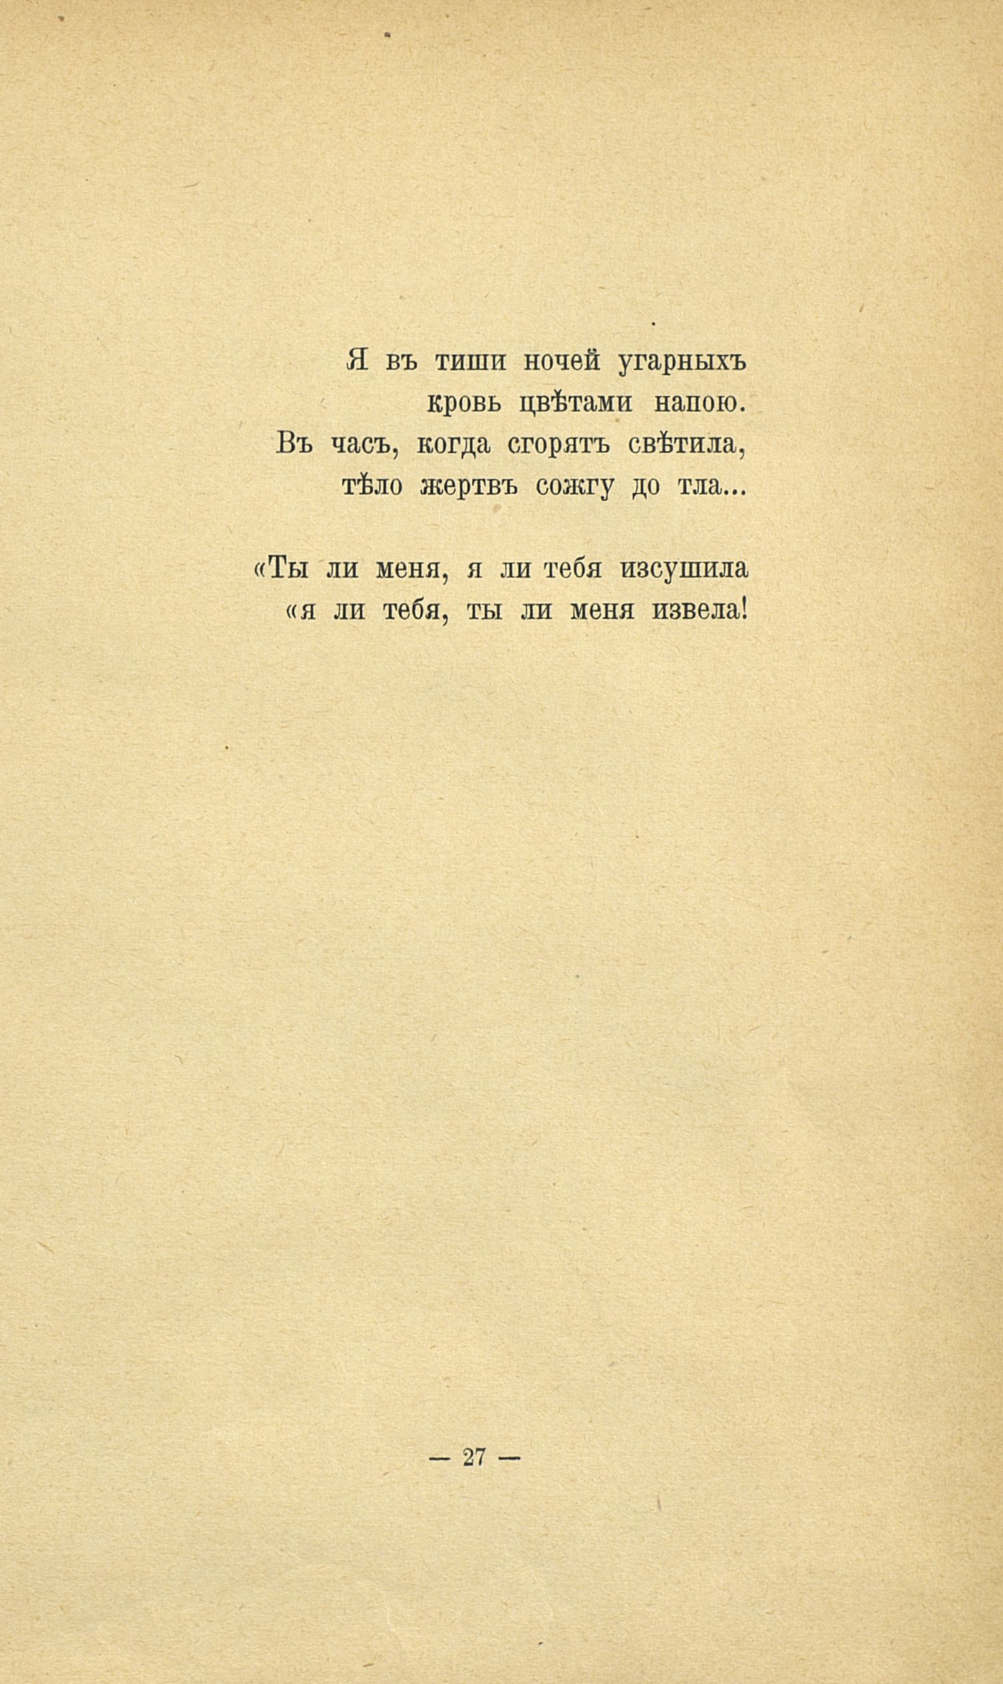 Я въ тиши ночей угарныхъ
кровь цвѣтами напою.
Въ часъ, когда сгорятъ свѣтила,
тѣло жертвъ сожгу до тла...
«Ты ли меня, я ли тебя изсушила
«я ли тебя, ты ли меня извела!
— 27 —